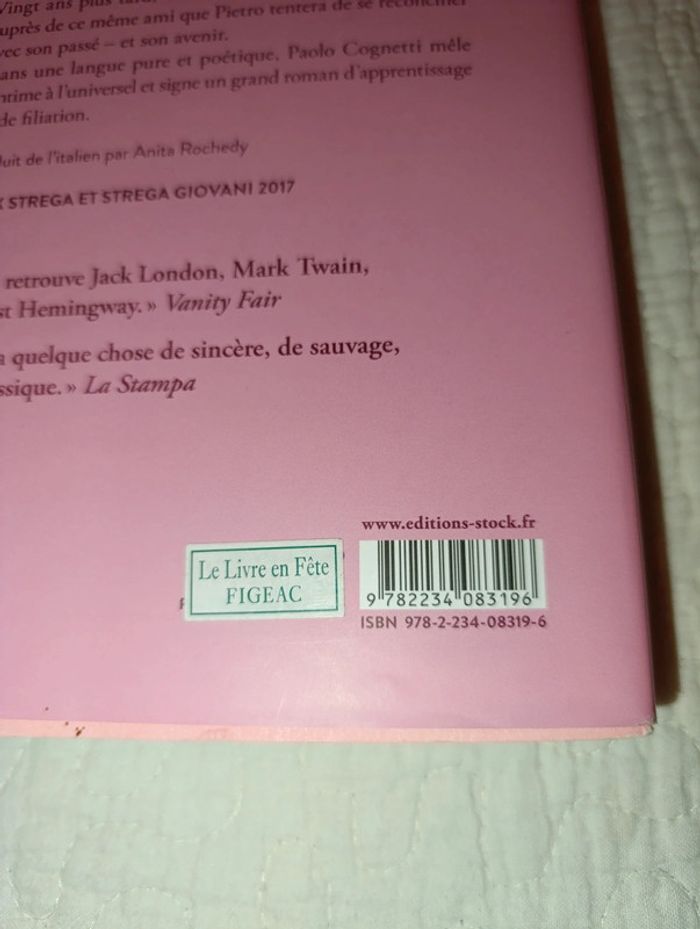 Vingt ans plus tard,
auprès de ce même ami que Pietro tentera de se réconcilier
avec son passé – et son avenir.
ans une langue pure et poétique, Paolo Cognetti mêle
ntime à l'universel et signe un grand roman d'apprentissage
de filiation.
duit de l'italien par Anita Rochedy
X STREGA ET STREGA GIOVANI 2017
retrouve Jack London, Mark Twain,
st Hemingway. » Vanity Fair
a quelque chose de sincère, de sauvage,
ssique. » La Stampa
www.editions-stock.fr
Le Livre en Fête
FIGEAC
9 782234 083196
ISBN 978-2-234-08319-6